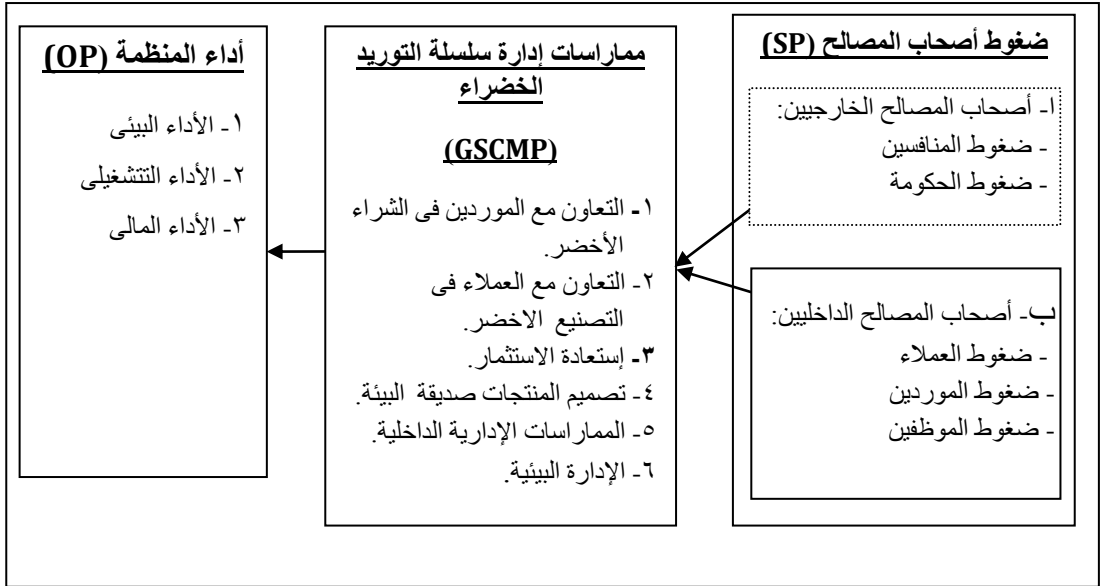 ضغوط أصحاب المصالح (SP)
ا- أصحاب المصالح الخارجيين:
- ضغوط المنافسين
- ضغوط الحكومة
ب- أصحاب المصالح الداخليين:
- ضغوط العملاء
- ضغوط الموردين
- ضغوط الموظفين
مماراسات إدارة سلسلة التوريد
الخضراء
(GSCMP)
١- التعاون مع الموردين فى الشراء
الأخضر.
٢- التعاون مع العملاء فى
التصنيع الاخضر.
٣- إستعادة الاستثمار.
٤- تصميم المنتجات صديقة البيئة.
٥- المماراسات الإدارية الداخلية.
٦- الإدارة البيئية.
أداء المنظمة (OP)
١- الأداء البيئى
٢- الأداء التتشغيلى
٣- الأداء المالى